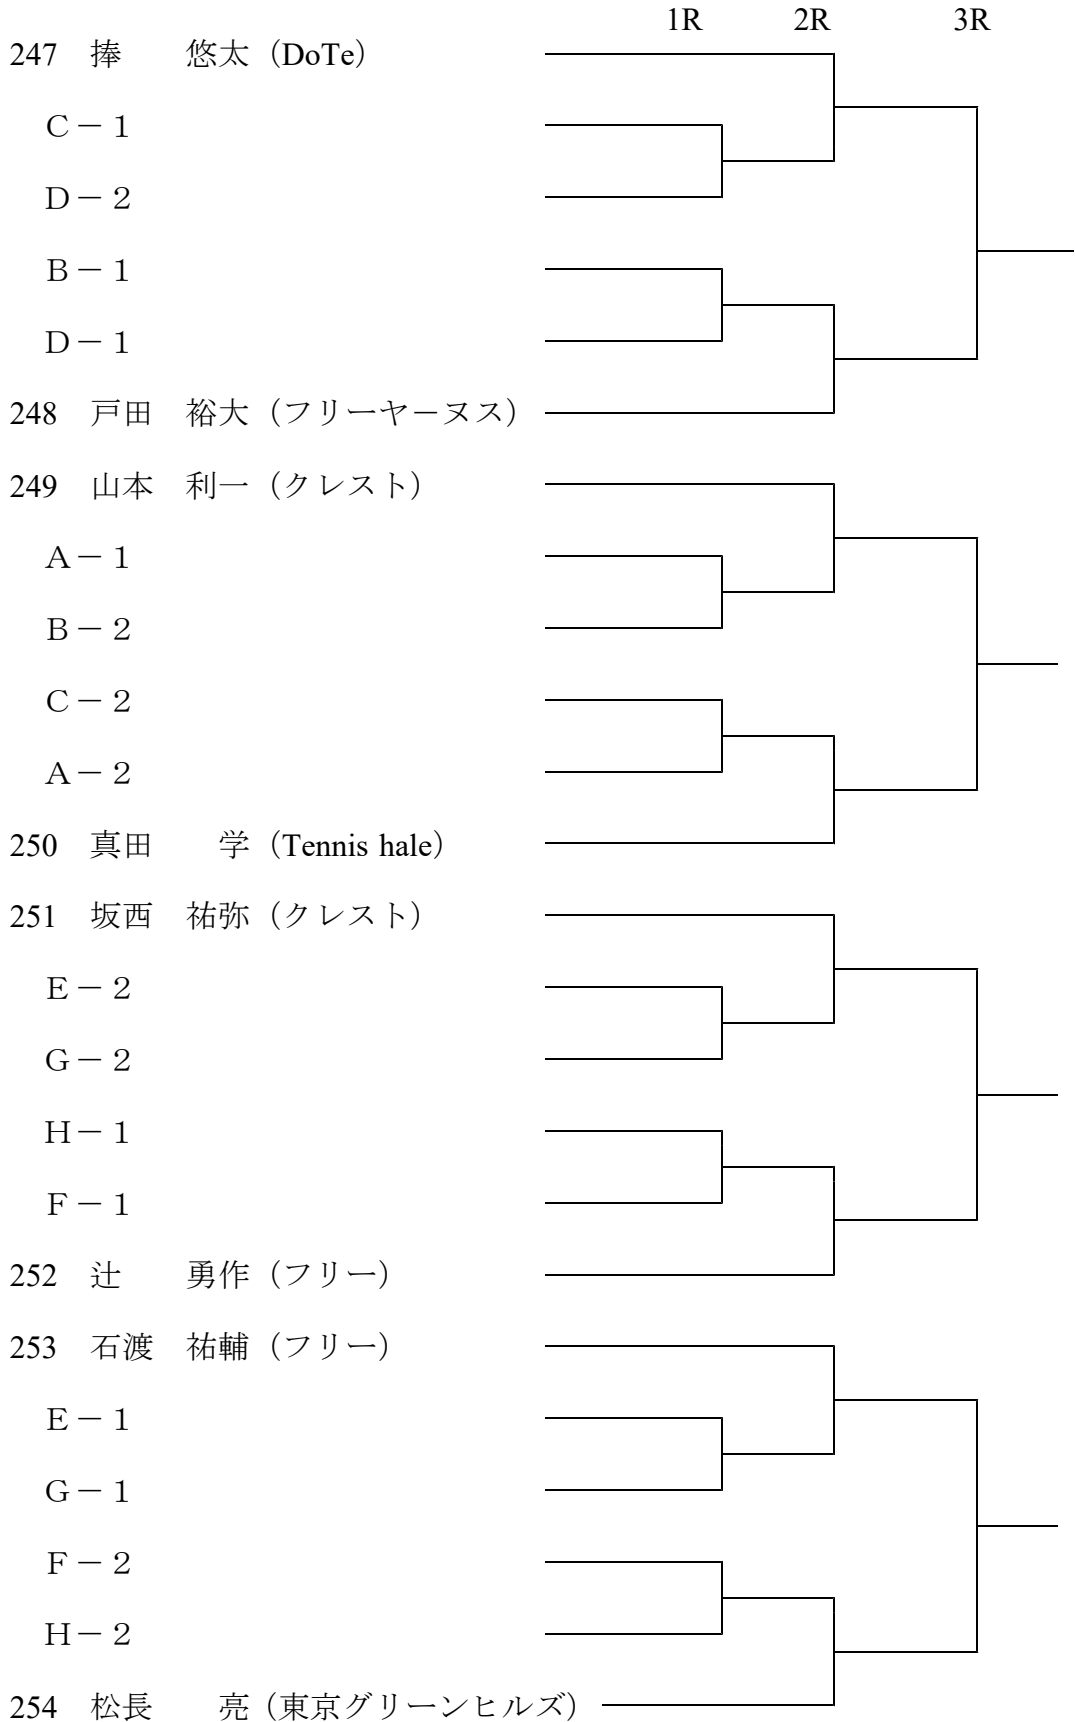 1R 2R 3R
247 捧　　悠太（DoTe）
Ｃ－１
Ｄ－２
Ｂ－１
Ｄ－１
248 戸田　裕大（フリーヤーヌス）
249 山本　利一（クレスト）
Ａ－１
Ｂ－２
Ｃ－２
Ａ－２
250 真田　　学（Tennis hale）
251 坂西　祐弥（クレスト）
Ｅ－２
Ｇ－２
Ｈ－１
Ｆ－１
252 辻　　勇作（フリー）
253 石渡　祐輔（フリー）
Ｅ－１
Ｇ－１
Ｆ－２
Ｈ－２
254 松長　　亮（東京グリーンヒルズ）